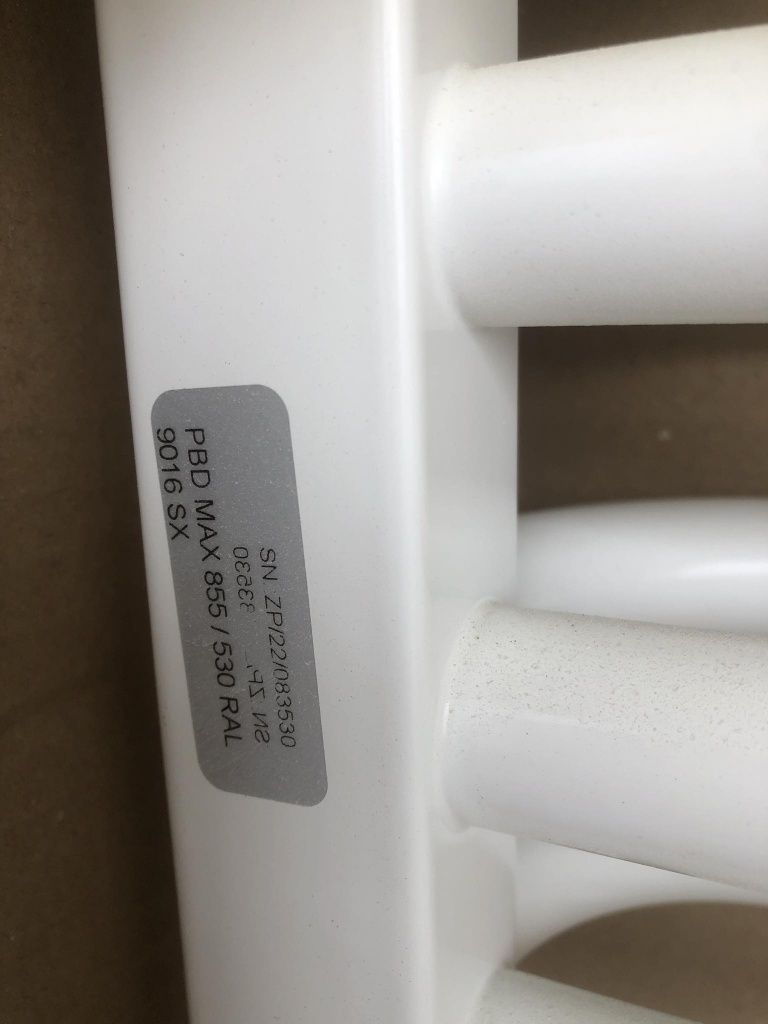 SN ZP/22/083530
PBD MAX 855 / 530 RAL
9016 SX